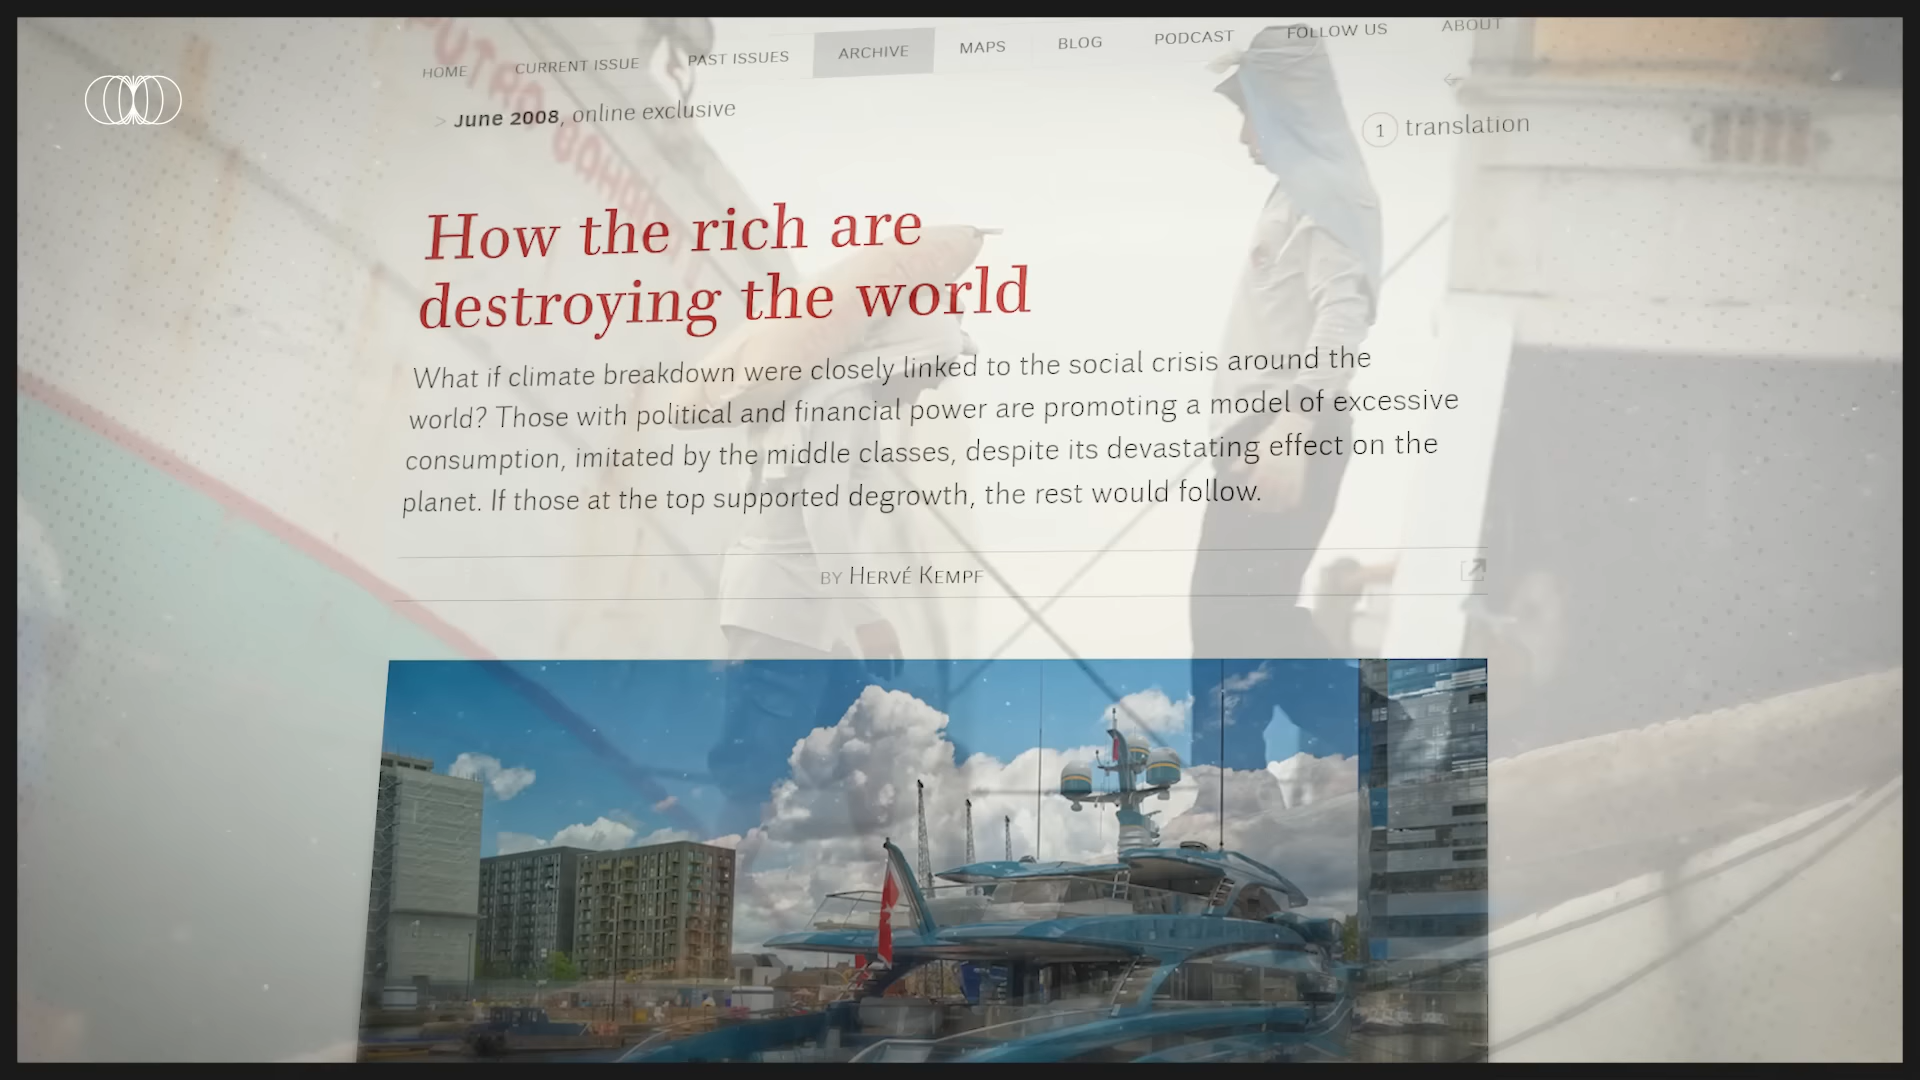 HOME CURRENT ISSUE PAST ISSUES ARCHIVE MAPS BLOG PODCAST FOLLOW US ABOUT
> June 2008, online exclusive
1 translation
How the rich are
destroying the world
What if climate breakdown were closely linked to the social crisis around the
world? Those with political and financial power are promoting a model of excessive
consumption, imitated by the middle classes, despite its devastating effect on the
planet. If those at the top supported degrowth, the rest would follow.
BY HERVÉ KEMPF